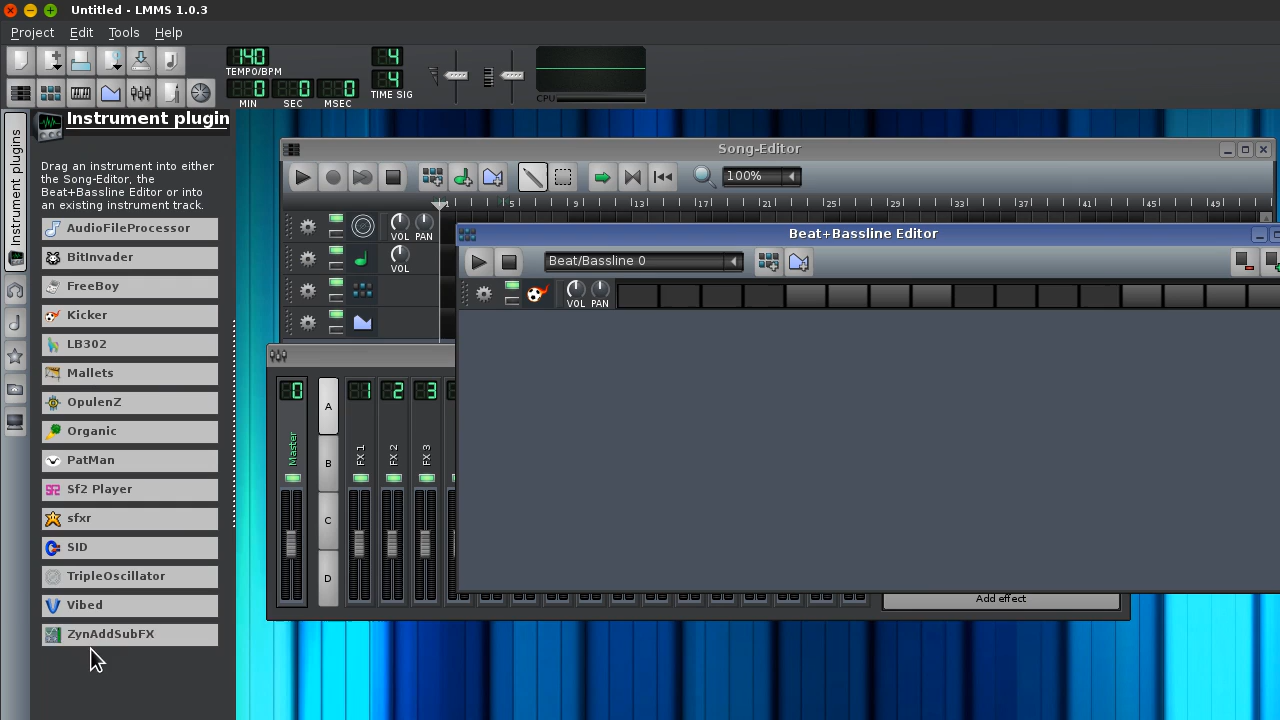 Untitled - LMMS 1.0.3
Project Edit Tools Help
140
TEMPO/BPM
4
4
TIME SIG
0 0 0
MIN SEC MSEC
CPU
Instrument plugins
Instrument plugin
Drag an instrument into either
the Song-Editor, the
Beat+Bassline Editor or into
an existing instrument track.
AudioFileProcessor
BitInvader
FreeBoy
Kicker
LB302
Mallets
OpulenZ
Organic
PatMan
Sf2 Player
sfxr
SID
TripleOscillator
Vibed
ZynAddSubFX
Song-Editor
100%
1 5 9 13 17 21 25 29 33 37 41 45 49
VOL PAN
VOL
Beat+Bassline Editor
Beat/Bassline 0
VOL PAN
0 1 2 3
Master
FX 1
FX 2
FX 3
A
B
C
D
Add effect